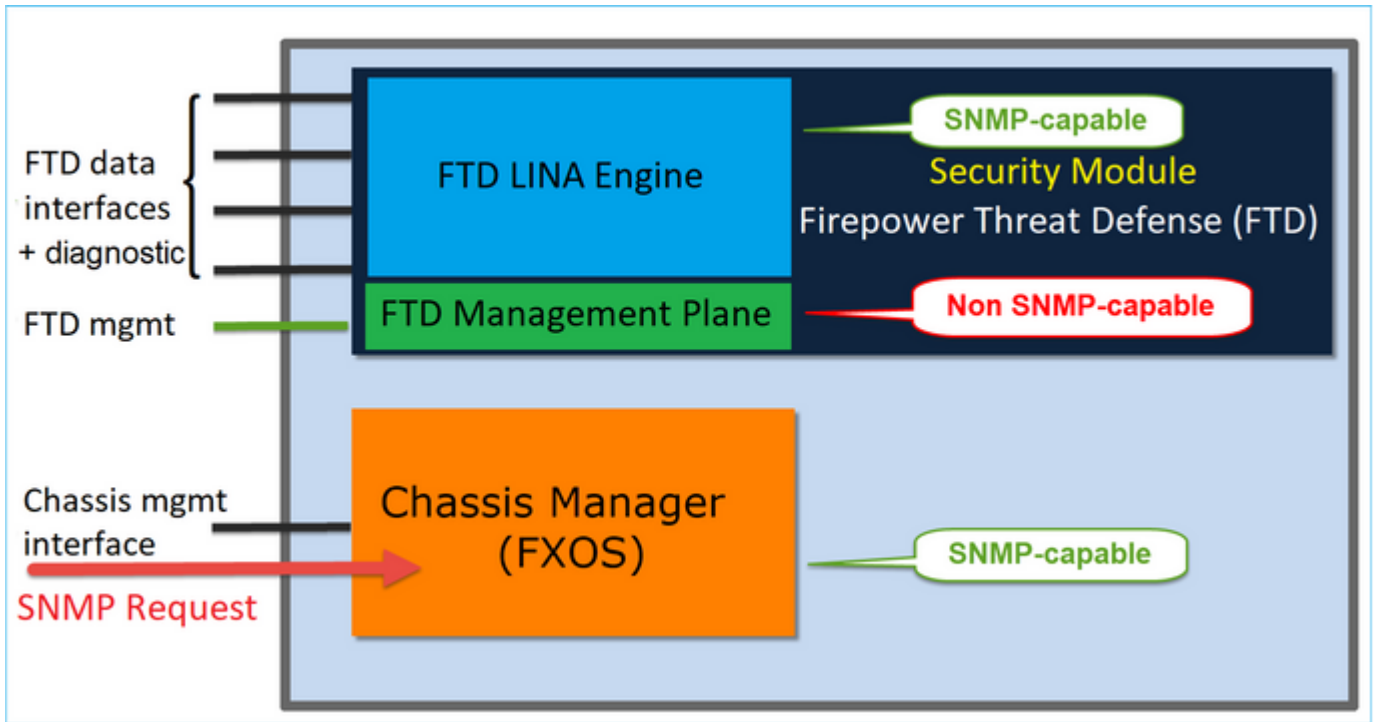 FTD data
interfaces
+ diagnostic
FTD mgmt
FTD LINA Engine
FTD Management Plane
SNMP-capable
Security Module
Firepower Threat Defense (FTD)
Non SNMP-capable
Chassis mgmt
interface
SNMP Request
Chassis Manager
(FXOS)
SNMP-capable